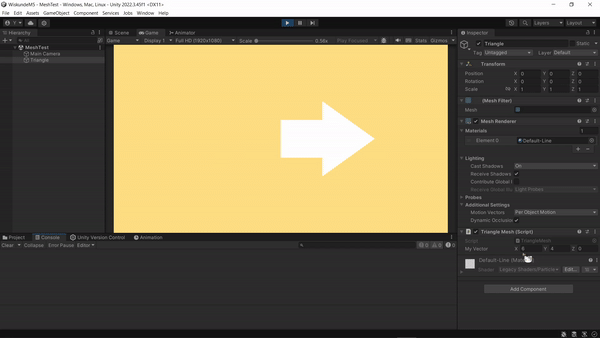 WiskundeM5 - MeshTest - Windows, Mac, Linux - Unity 2022.3.45f1 <DX11>
File Edit Assets GameObject Component Services Jobs Window Help
Layers Layout
Hierarchy
All
MeshTest
Main Camera
Triangle
Scene Game Animator
Game Display 1 Full HD (1920x1080) Scale 0.58x Play Focused Stats Gizmos
Project Console Unity Version Control Animation
Clear Collapse Error Pause Editor
0 0 0
Inspector
Triangle Static
Tag Untagged Layer Default
Transform
Position X 0 Y 0 Z 0
Rotation X 0 Y 0 Z 0
Scale X 1 Y 1 Z 1
(Mesh Filter)
Mesh
Mesh Renderer
Materials 1
Element 0 Default-Line
Lighting
Cast Shadows On
Receive Shadows
Contribute Global I
Receive Global Illu Light Probes
Probes
Additional Settings
Motion Vectors Per Object Motion
Dynamic Occlusion
Triangle Mesh (Script)
Script TriangleMesh
My Vector X 6 Y 4 Z 0
Default-Line (Material)
Shader Legacy Shaders/Particle Edit...
Add Component